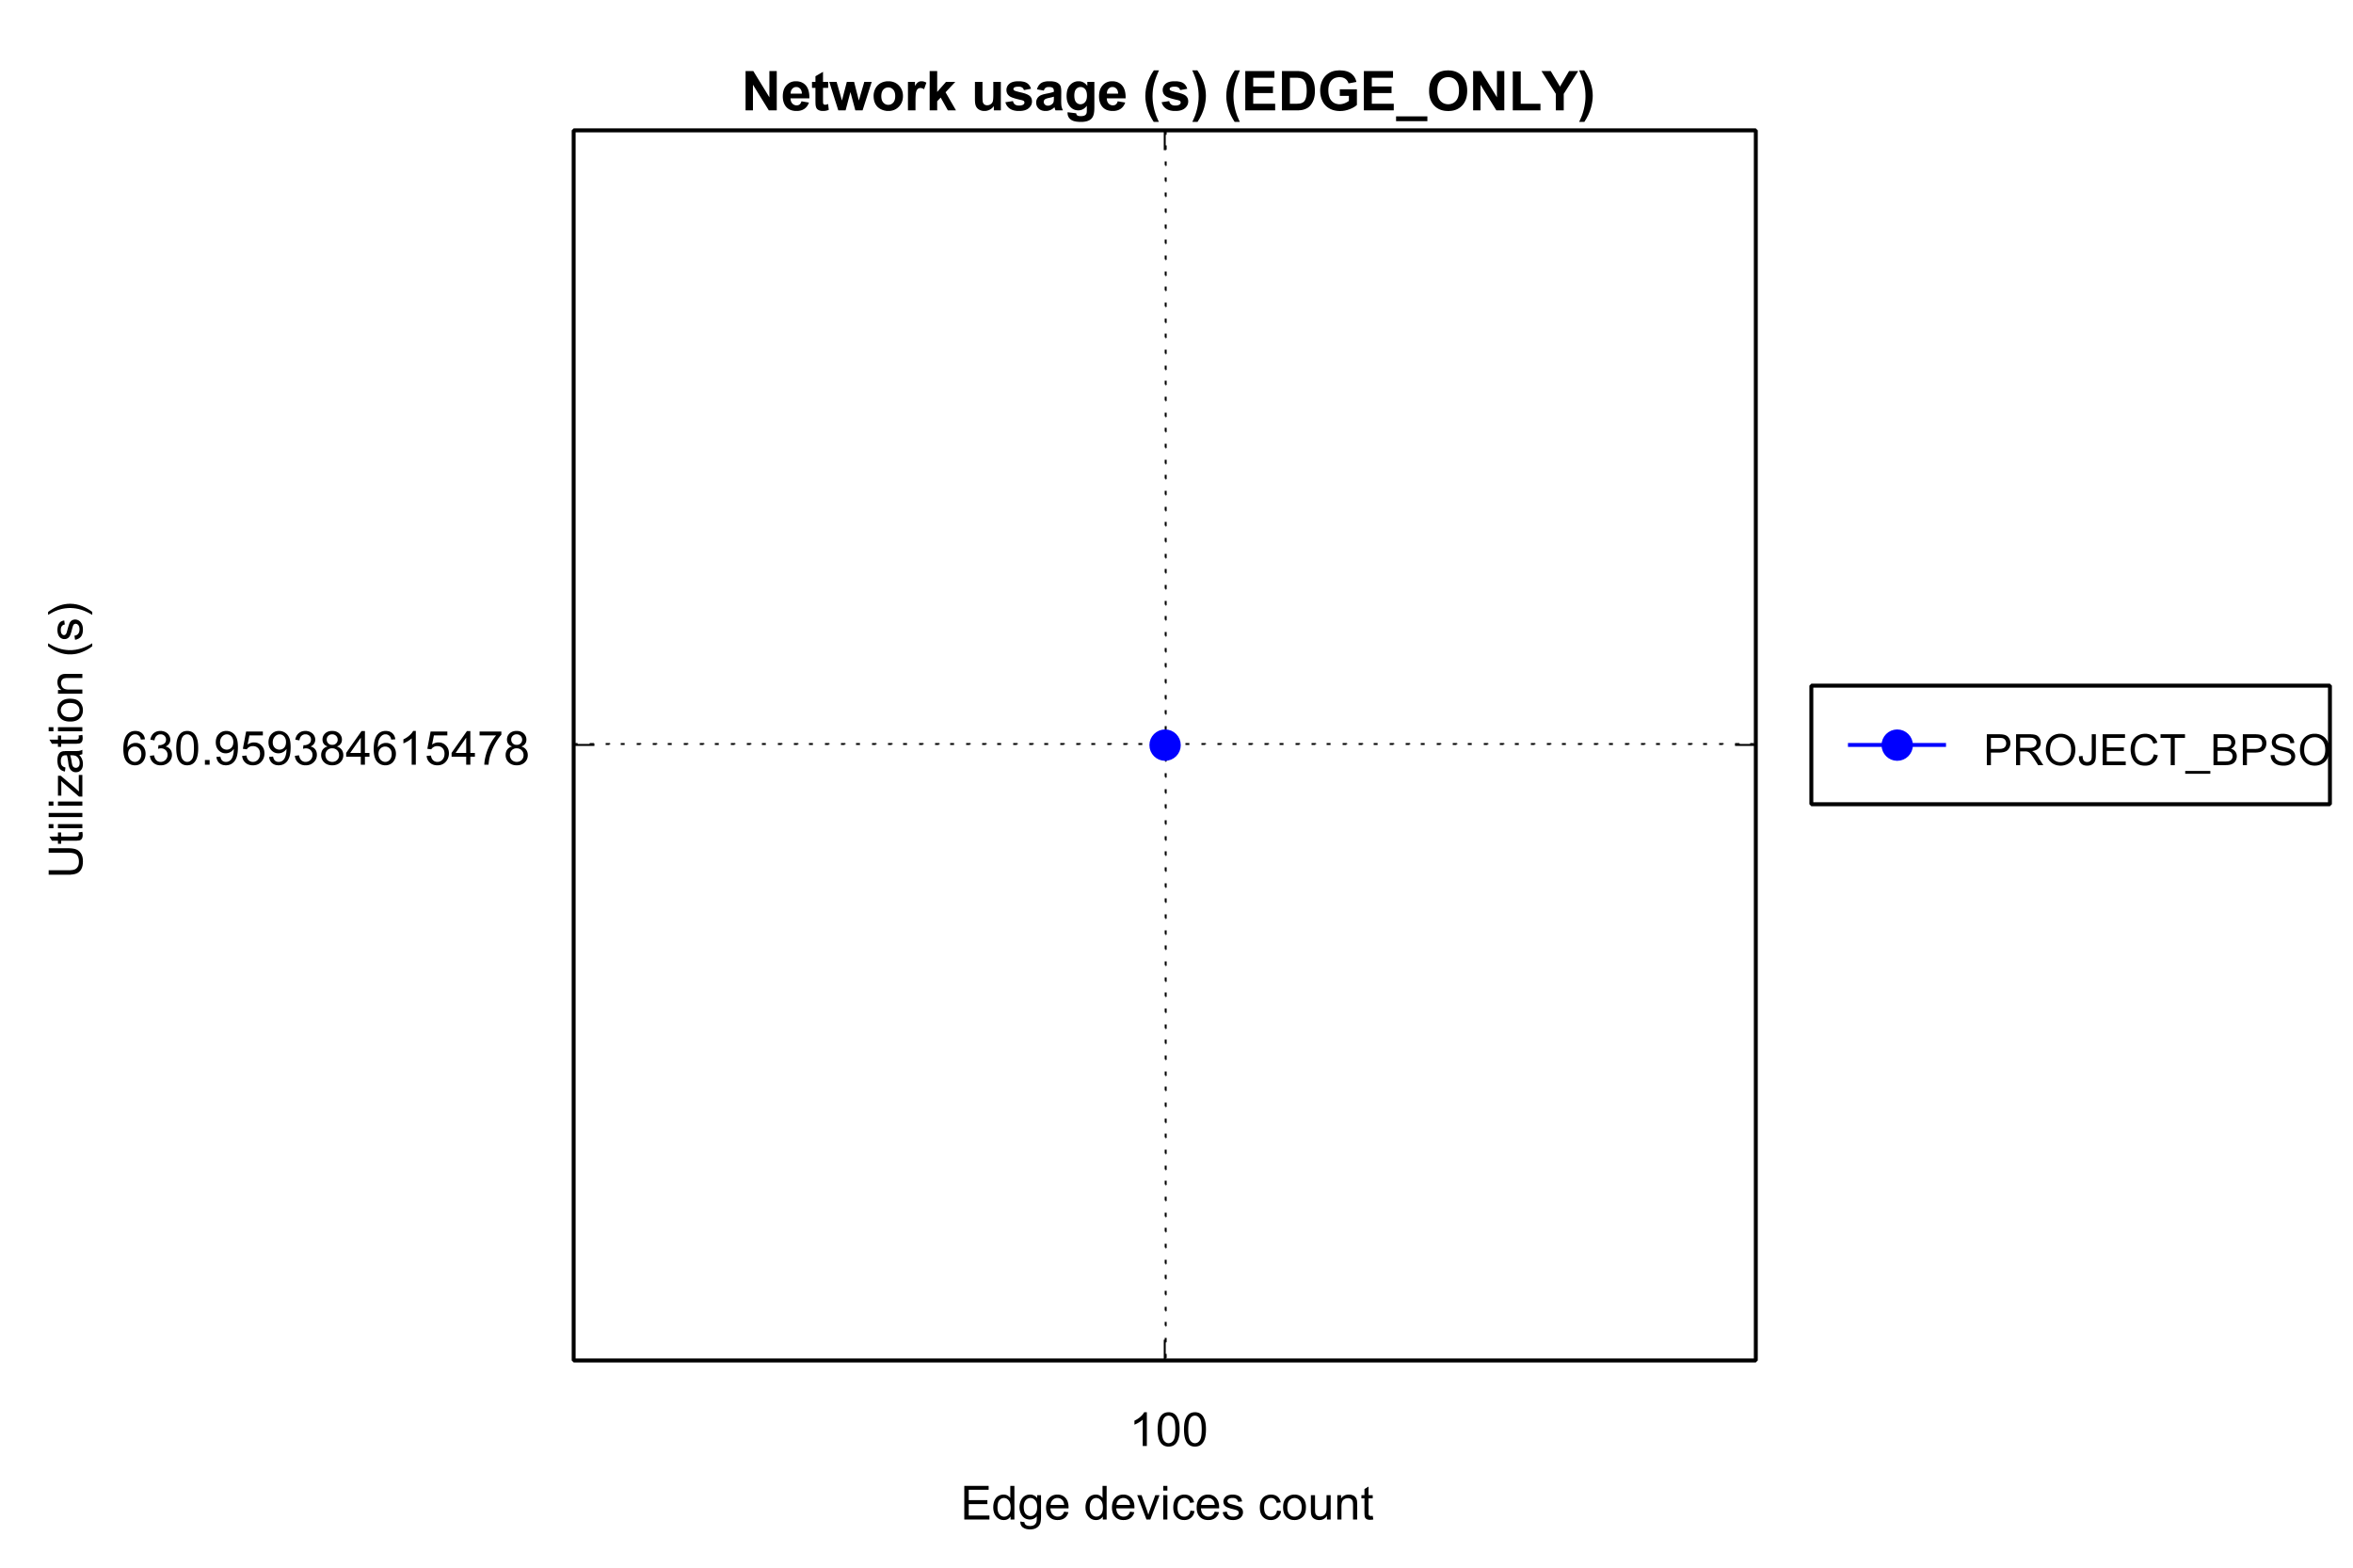 Network usage (s) (EDGE_ONLY)
Utilization (s)
630.959384615478
PROJECT_BPSO
100
Edge devices count